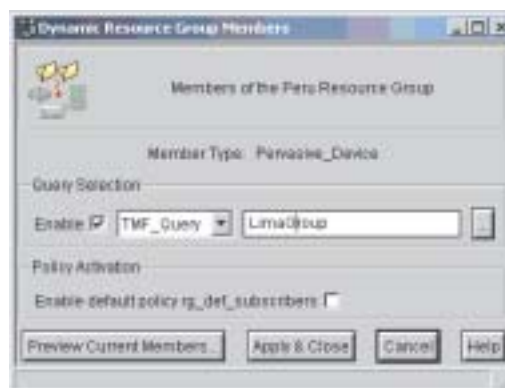 Dynamic Resource Group Members
Members of the Peru Resource Group
Member Type: Pervasive_Device
Query Selection
Enable TMF_Query LimaGroup ...
Policy Activation
Enable default policy rg_def_subscribers
Preview Current Members... Apply & Close Cancel Help